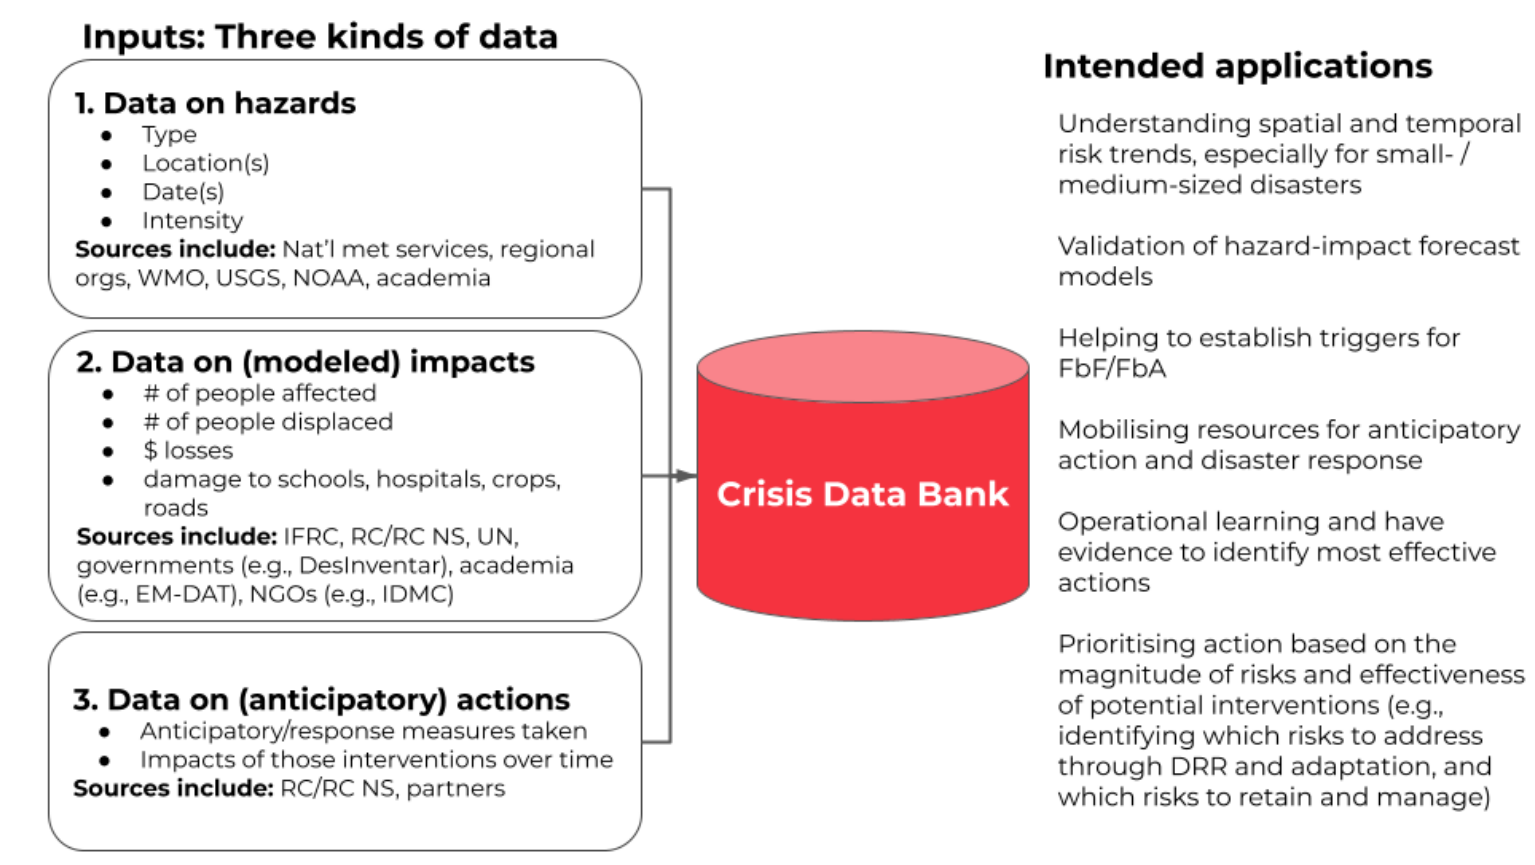 Inputs: Three kinds of data
1. Data on hazards
● Type
● Location(s)
● Date(s)
● Intensity
Sources include: Nat’l met services, regional
orgs, WMO, USGS, NOAA, academia
2. Data on (modeled) impacts
● # of people affected
● # of people displaced
● $ losses
● damage to schools, hospitals, crops,
roads
Sources include: IFRC, RC/RC NS, UN,
governments (e.g., DesInventar), academia
(e.g., EM-DAT), NGOs (e.g., IDMC)
3. Data on (anticipatory) actions
● Anticipatory/response measures taken
● Impacts of those interventions over time
Sources include: RC/RC NS, partners
Crisis Data Bank
Intended applications
Understanding spatial and temporal
risk trends, especially for small- /
medium-sized disasters
Validation of hazard-impact forecast
models
Helping to establish triggers for
FbF/FbA
Mobilising resources for anticipatory
action and disaster response
Operational learning and have
evidence to identify most effective
actions
Prioritising action based on the
magnitude of risks and effectiveness
of potential interventions (e.g.,
identifying which risks to address
through DRR and adaptation, and
which risks to retain and manage)